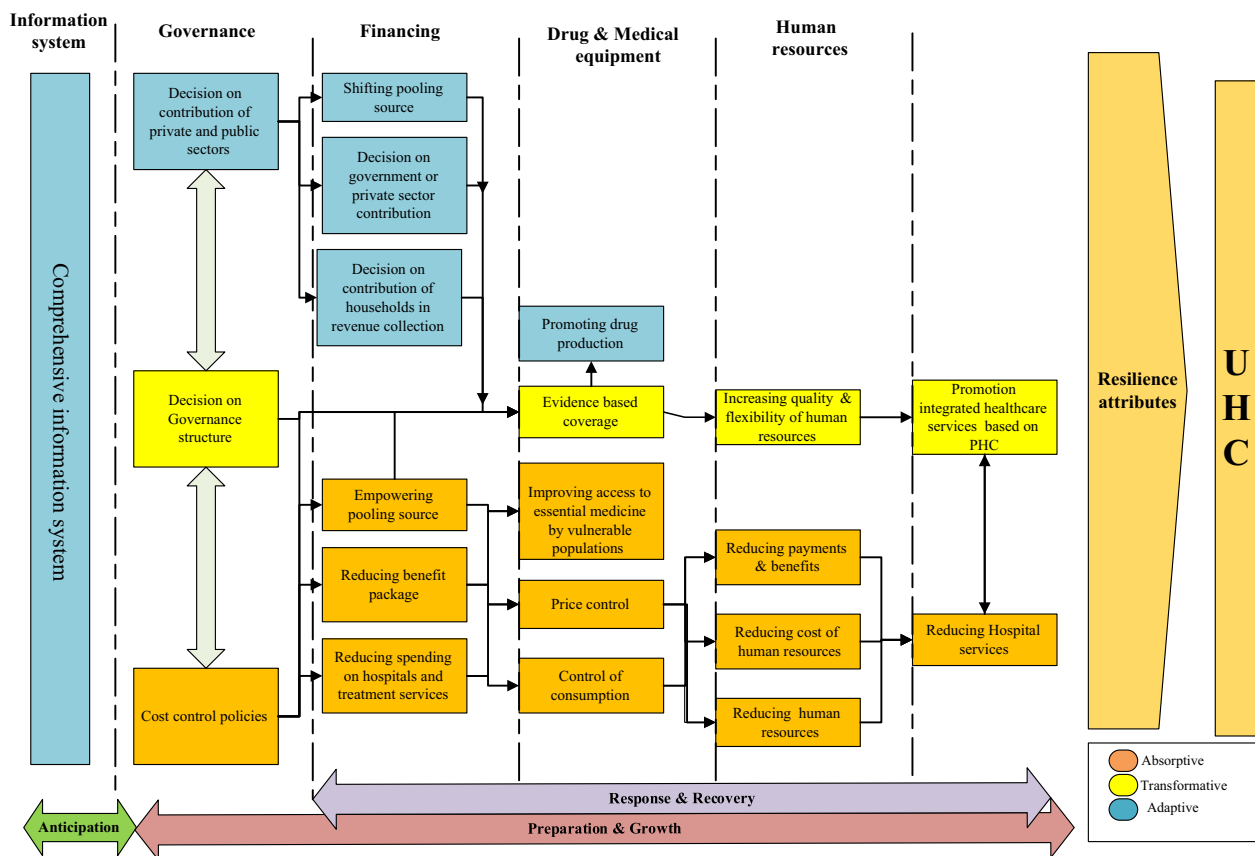 Information
system
Governance
Financing
Drug & Medical
equipment
Human
resources
Comprehensive information system
Decision on
contribution of
private and public
sectors
Decision on
Governance
structure
Cost control policies
Shifting pooling
source
Decision on
government or
private sector
contribution
Decision on
contribution of
households in
revenue collection
Empowering
pooling source
Reducing benefit
package
Reducing spending
on hospitals and
treatment services
Promoting drug
production
Evidence based
coverage
Improving access to
essential medicine
by vulnerable
populations
Price control
Control of
consumption
Increasing quality &
flexibility of human
resources
Reducing payments
& benefits
Reducing cost of
human resources
Reducing human
resources
Promotion
integrated healthcare
services based on
PHC
Reducing Hospital
services
Resilience
attributes
U
H
C
Absorptive
Transformative
Adaptive
Response & Recovery
Anticipation
Preparation & Growth